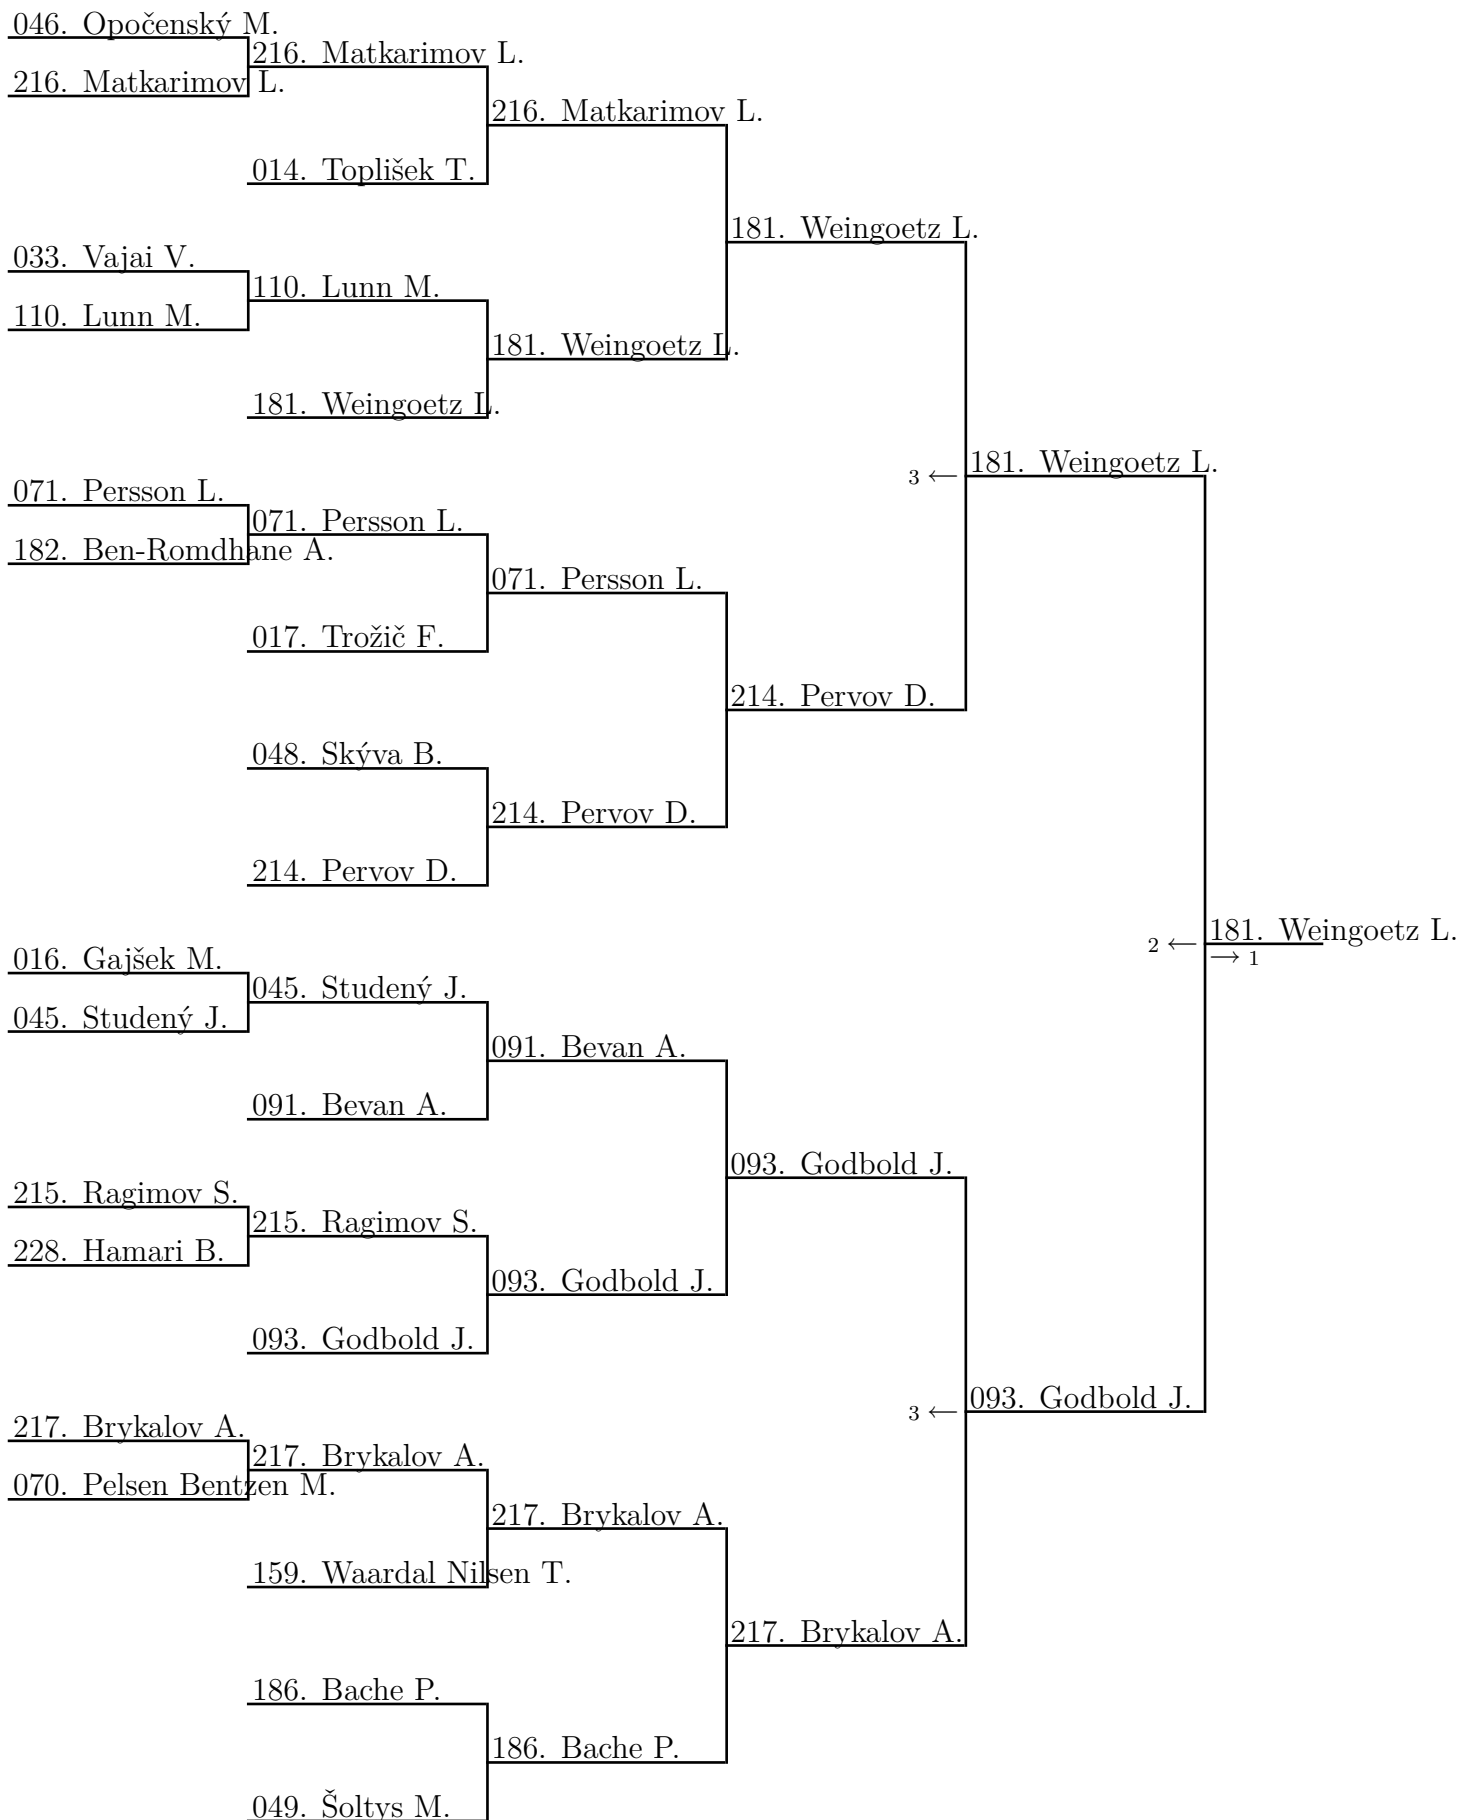 046. Opočenský M.
216. Matkarimov L.
216. Matkarimov L.
216. Matkarimov L.
014. Toplišek T.
181. Weingoetz L.
033. Vajai V.
110. Lunn M.
110. Lunn M.
181. Weingoetz L.
181. Weingoetz L.
3 ← 181. Weingoetz L.
071. Persson L.
071. Persson L.
182. Ben-Romdhane A.
071. Persson L.
017. Trožič F.
214. Pervov D.
048. Skýva B.
214. Pervov D.
214. Pervov D.
2 ← 181. Weingoetz L.
→ 1
016. Gajšek M.
045. Studený J.
045. Studený J.
091. Bevan A.
091. Bevan A.
093. Godbold J.
215. Ragimov S.
215. Ragimov S.
228. Hamari B.
093. Godbold J.
093. Godbold J.
3 ← 093. Godbold J.
217. Brykalov A.
217. Brykalov A.
070. Pelsen Bentzen M.
217. Brykalov A.
159. Waardal Nilsen T.
217. Brykalov A.
186. Bache P.
186. Bache P.
049. Šoltys M.